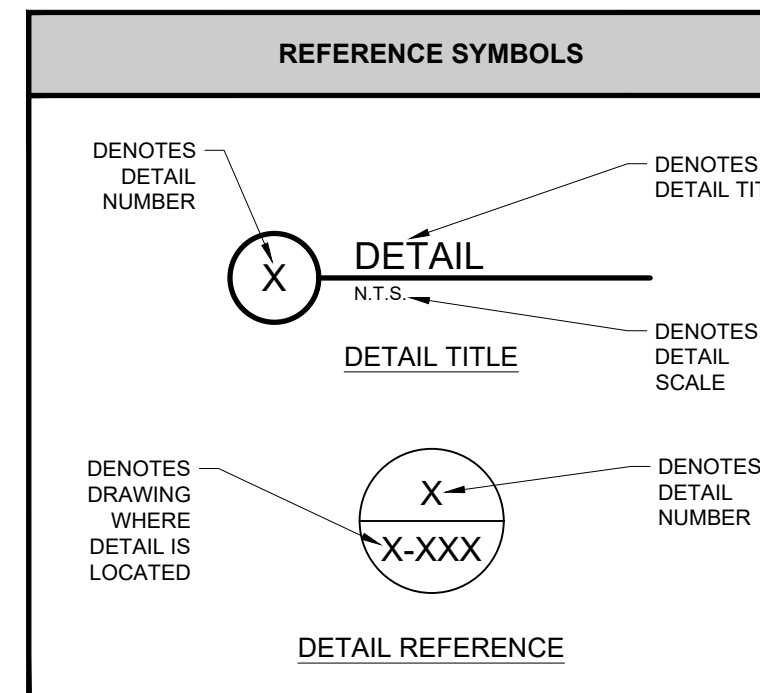 REFERENCE SYMBOLS
DENOTES
DETAIL
NUMBER
DENOTES
DETAIL
X
DETAIL
N.T.S.
DETAIL TITLE
DENOTES
DETAIL
SCALE
DENOTES
DRAWING
WHERE
DETAIL IS
LOCATED
X
X-XXX
DENOTES
DETAIL
NUMBER
DETAIL REFERENCE